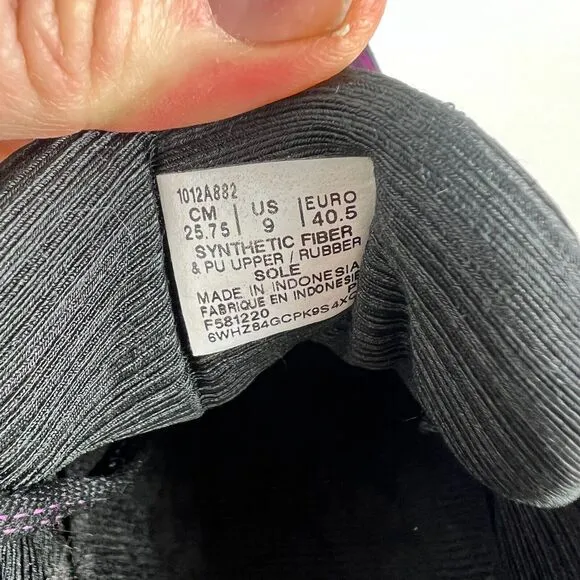 1012A882
CM | US | EURO
25.75 | 9 | 40.5
SYNTHETIC FIBER
& PU UPPER / RUBBER
SOLE
MADE IN INDONESIA
FABRIQUE EN INDONESIE
F581220 P